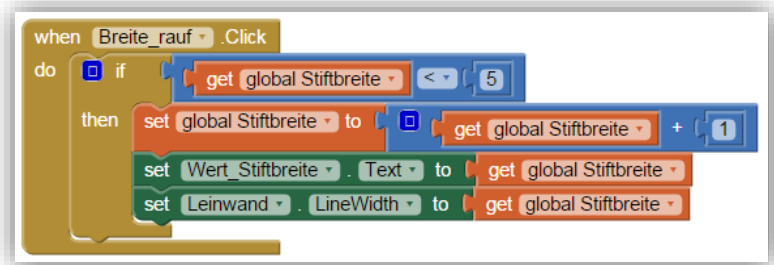 when Breite_rauf .Click
do if get global Stiftbreite < 5
then set global Stiftbreite to get global Stiftbreite + 1
set Wert_Stiftbreite . Text to get global Stiftbreite
set Leinwand . LineWidth to get global Stiftbreite